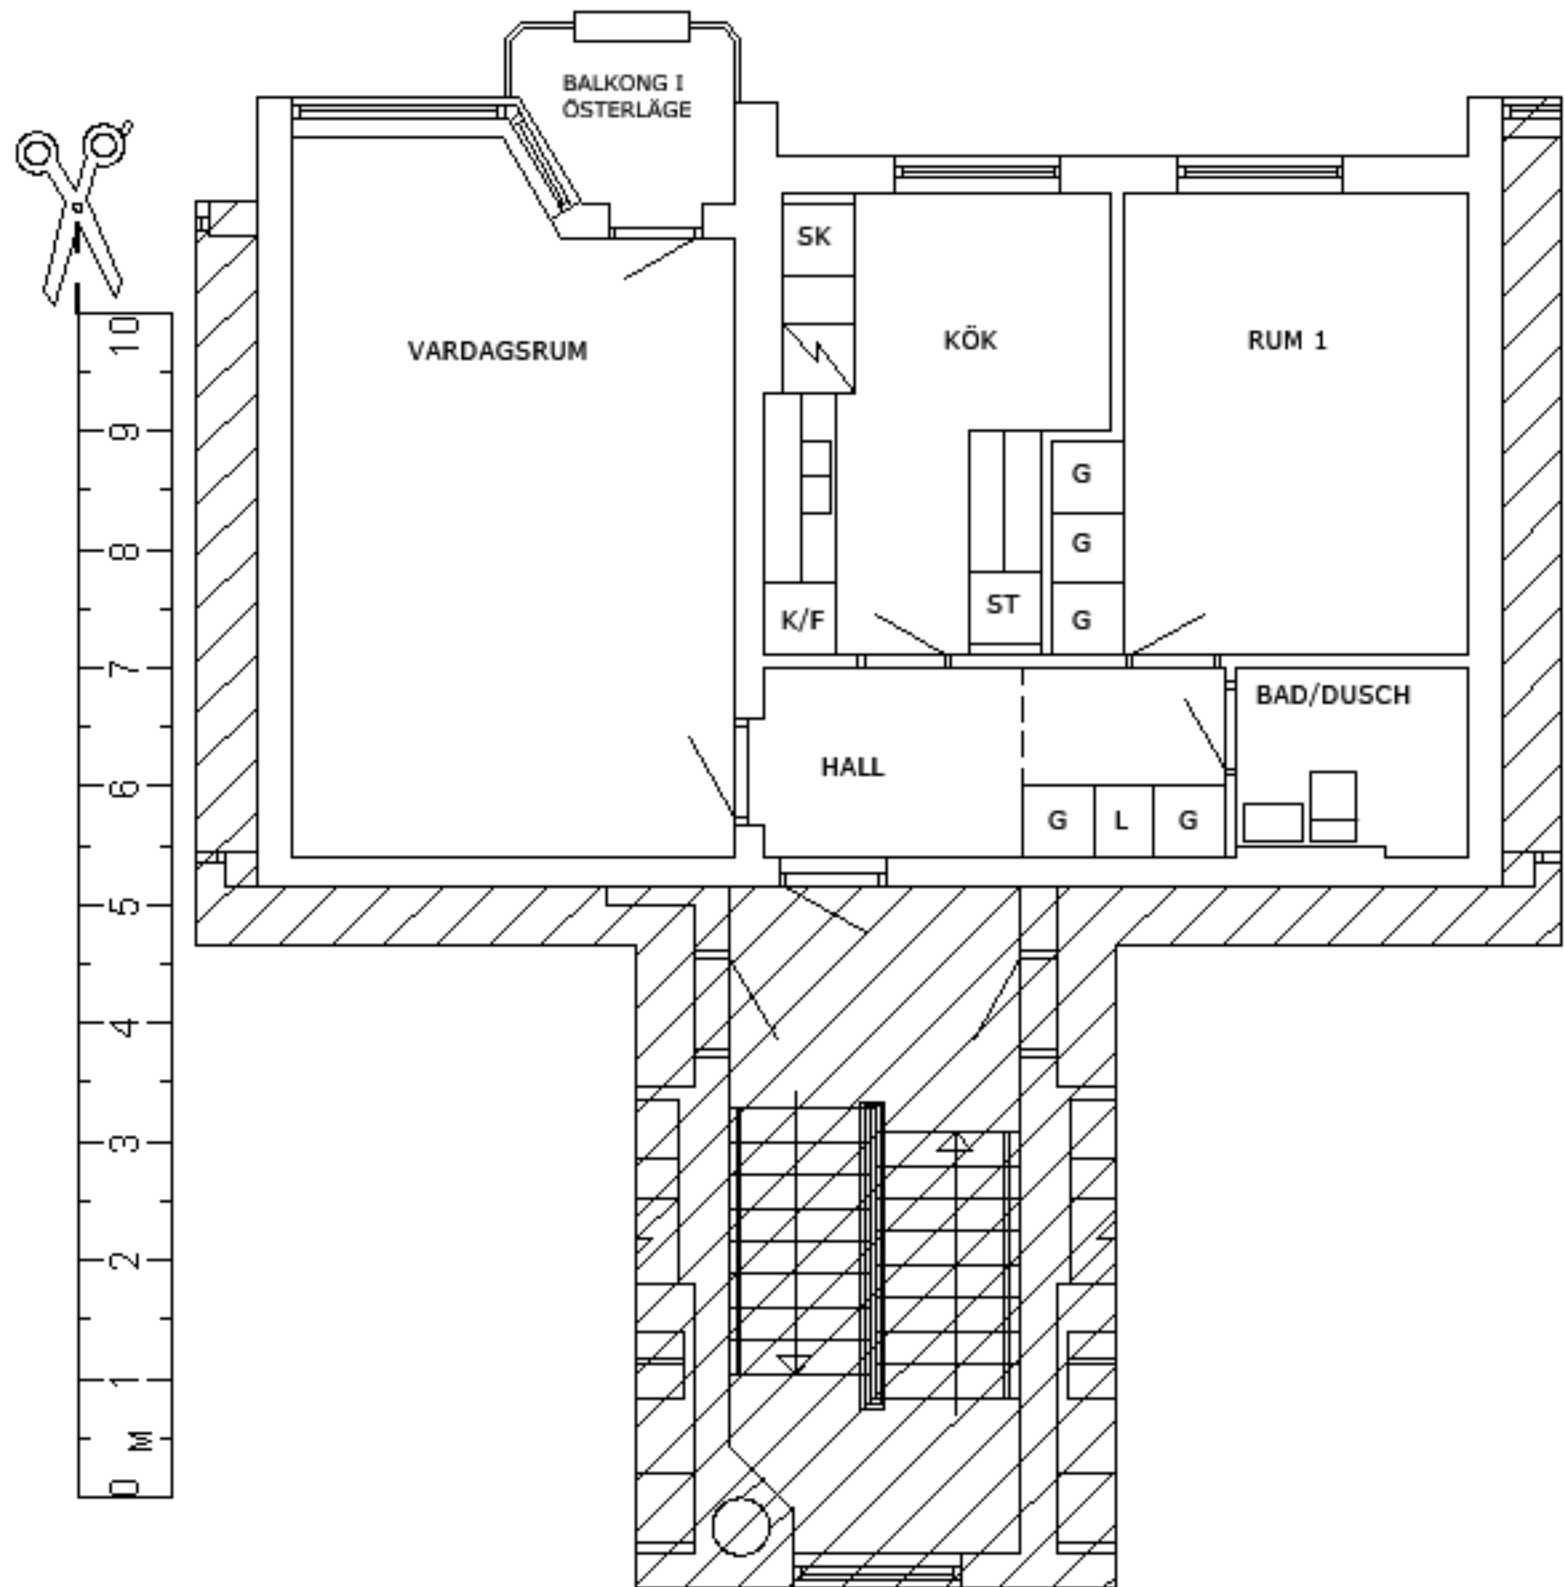 BALKONG I
ÖSTERLÄGE
SK
KÖK
RUM 1
VARDAGSRUM
G
G
ST
K/F
G
BAD/DUSCH
HALL
G
L
G
10
9
8
7
6
5
4
3
2
1
M
0